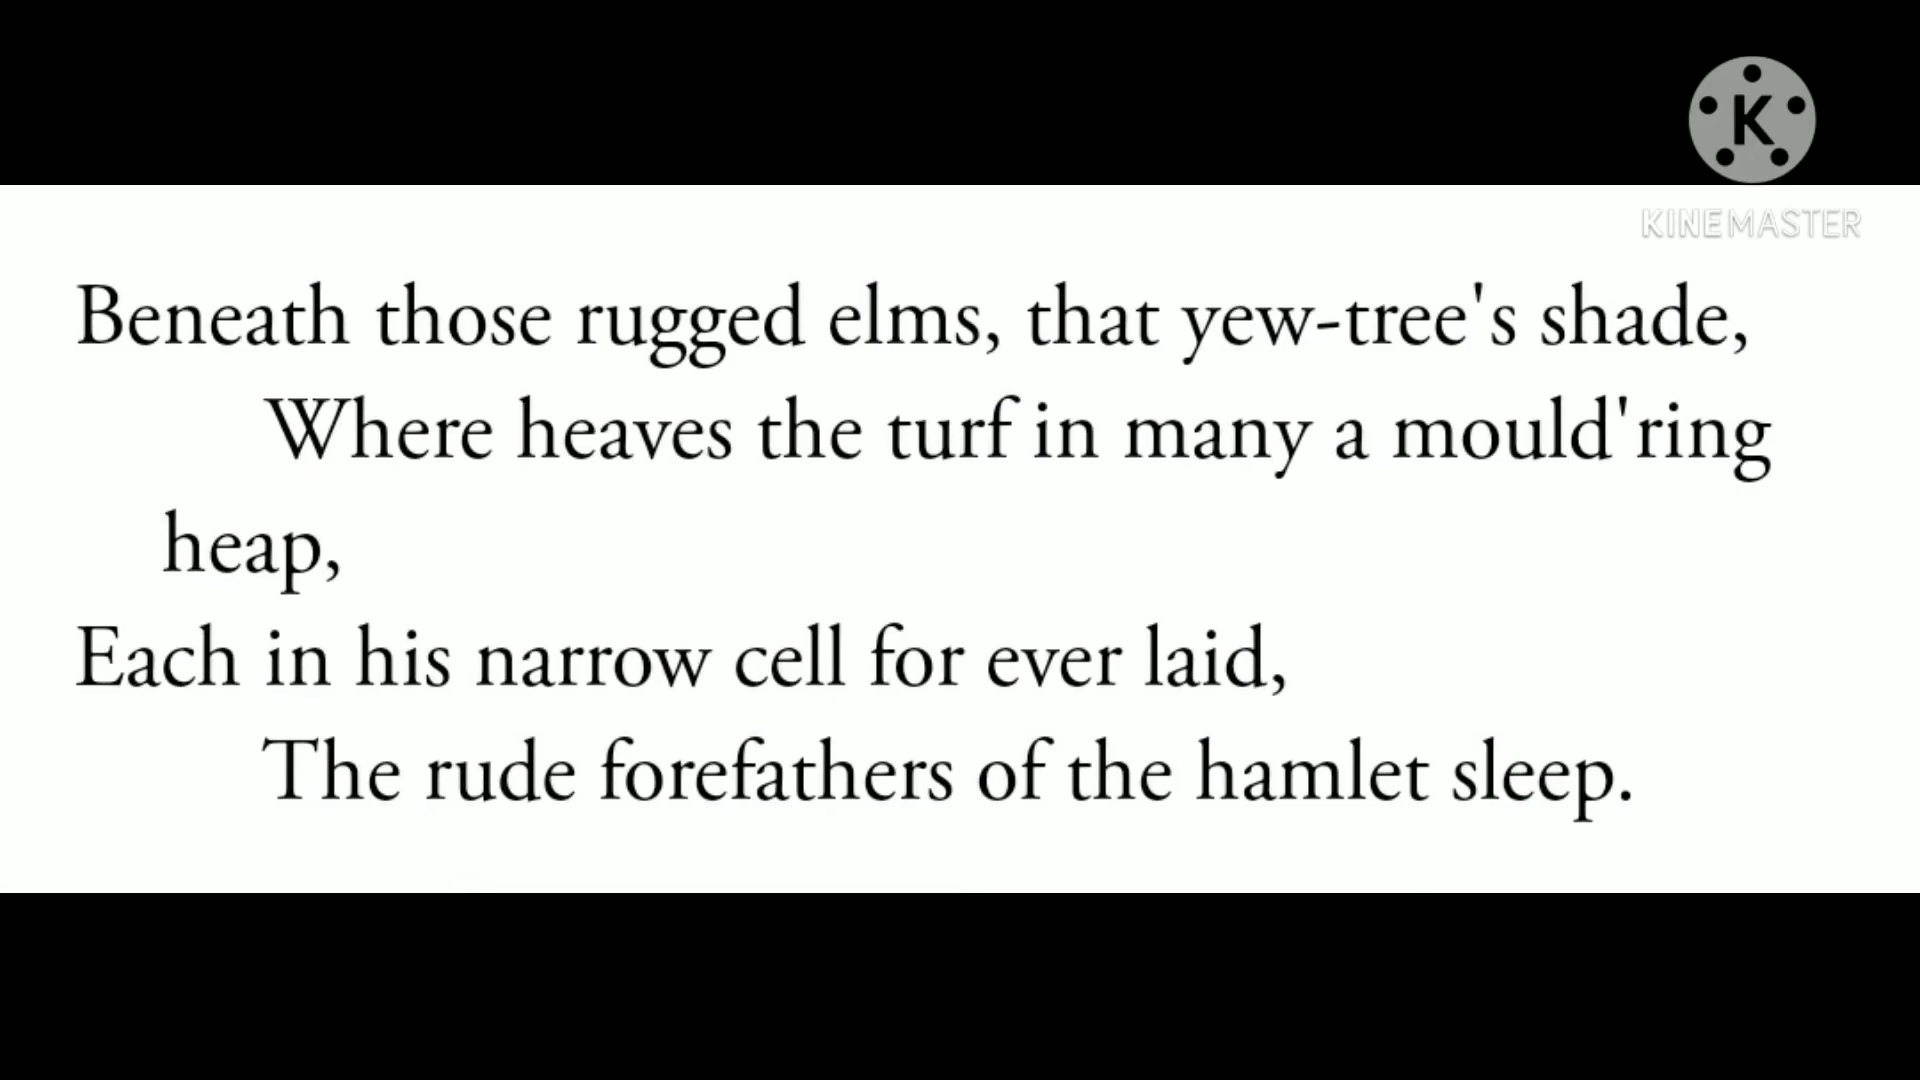 K
KINEMASTER
Beneath those rugged elms, that yew-tree's shade,
Where heaves the turf in many a mould'ring
heap,
Each in his narrow cell for ever laid,
The rude forefathers of the hamlet sleep.